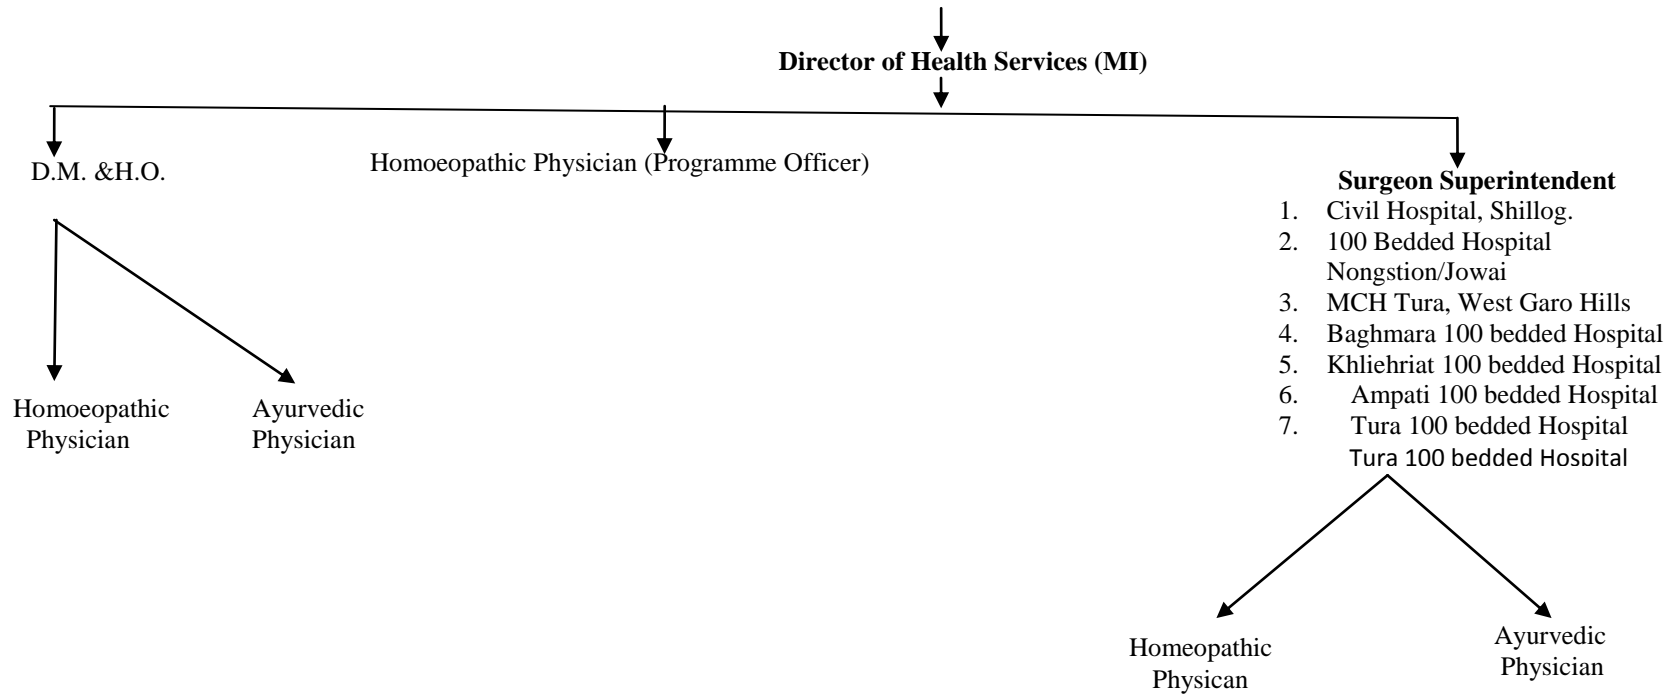 Director of Health Services (MI)
D.M. &H.O.
Homoeopathic Physician (Programme Officer)
Surgeon Superintendent
1. Civil Hospital, Shillog.
2. 100 Bedded Hospital
Nongstion/Jowai
3. MCH Tura, West Garo Hills
4. Baghmara 100 bedded Hospital
5. Khliehriat 100 bedded Hospital
6. Ampati 100 bedded Hospital
7. Tura 100 bedded Hospital
Tura 100 bedded Hospital
Homoeopathic
Physician
Ayurvedic
Physician
Homeopathic
Physican
Ayurvedic
Physician